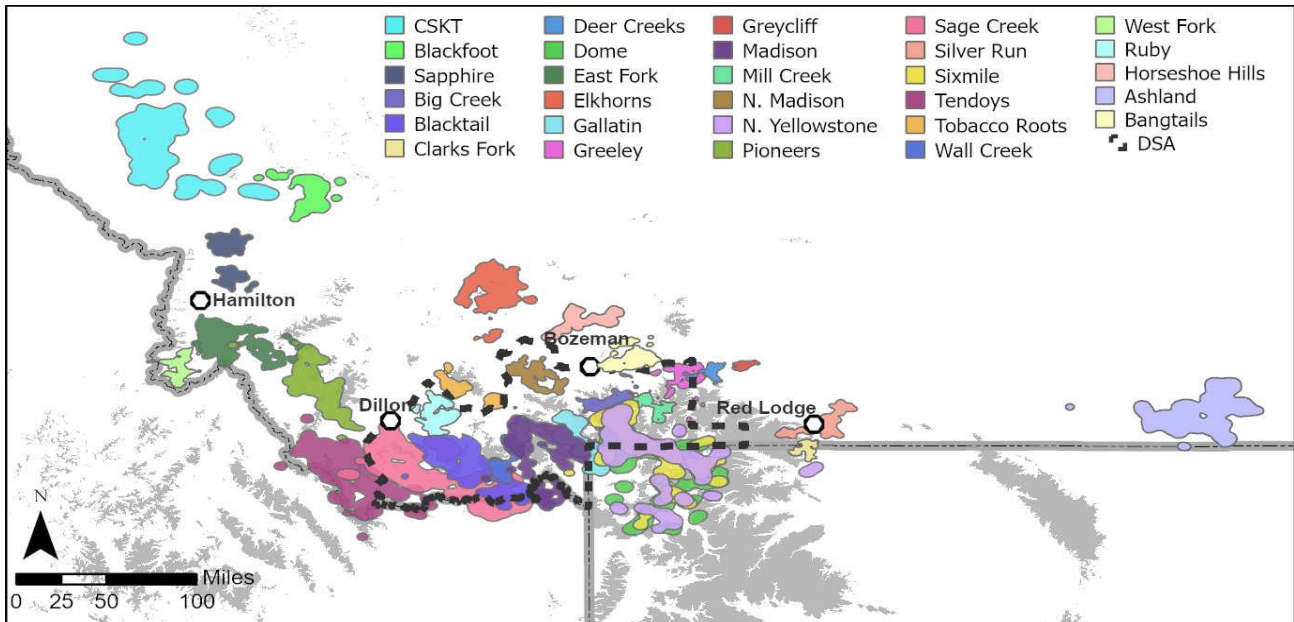 CSKT
Blackfoot
Sapphire
Big Creek
Blacktail
Clarks Fork
Deer Creeks
Dome
East Fork
Elkhorns
Gallatin
Greeley
Greycliff
Madison
Mill Creek
N. Madison
N. Yellowstone
Pioneers
Sage Creek
Silver Run
Sixmile
Tendoys
Tobacco Roots
Wall Creek
West Fork
Ruby
Horseshoe Hills
Ashland
Bangtails
DSA
Hamilton
Bozeman
Dillon
Red Lodge
N
Miles
0 25 50 100